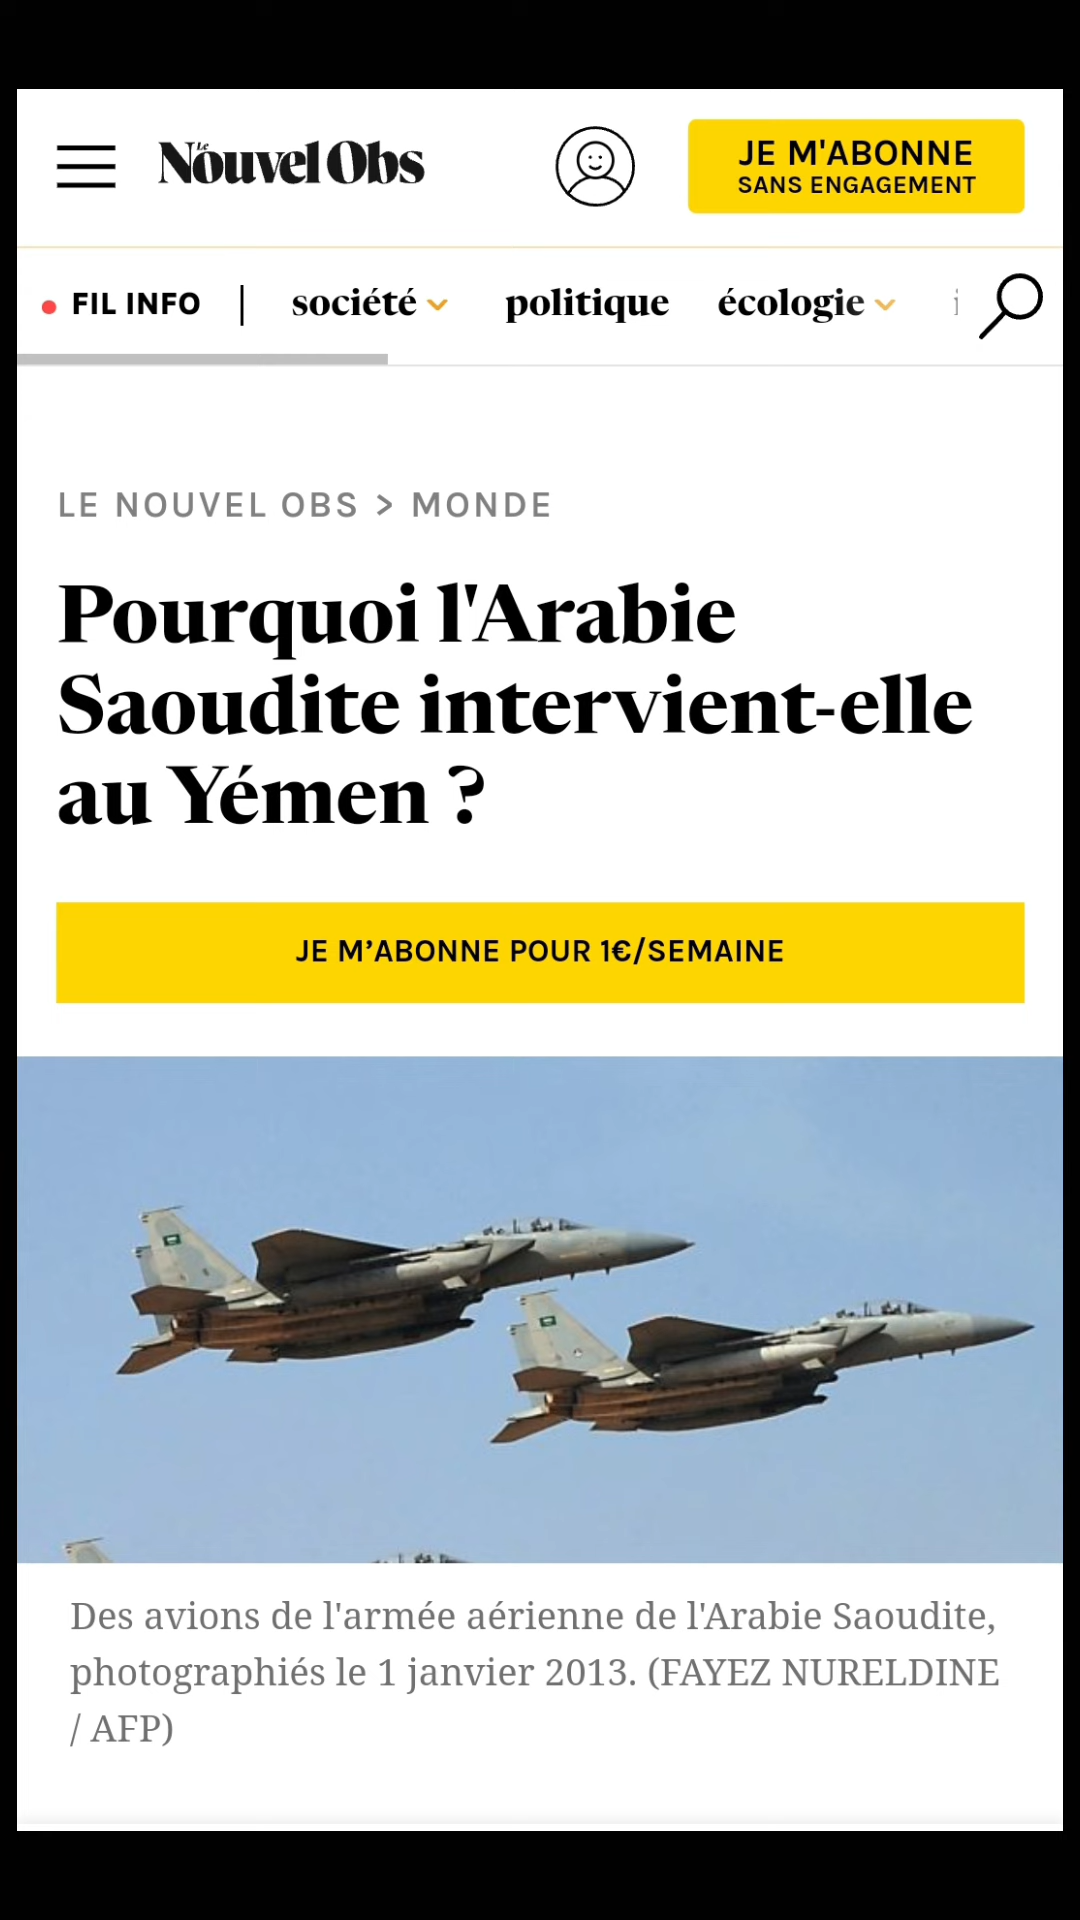 Le Nouvel Obs
JE M'ABONNE
SANS ENGAGEMENT
FIL INFO
société
politique
écologie
LE NOUVEL OBS > MONDE
Pourquoi l'Arabie
Saoudite intervient-elle
au Yémen ?
JE M’ABONNE POUR 1€/SEMAINE
Des avions de l'armée aérienne de l'Arabie Saoudite,
photographiés le 1 janvier 2013. (FAYEZ NURELDINE
/ AFP)